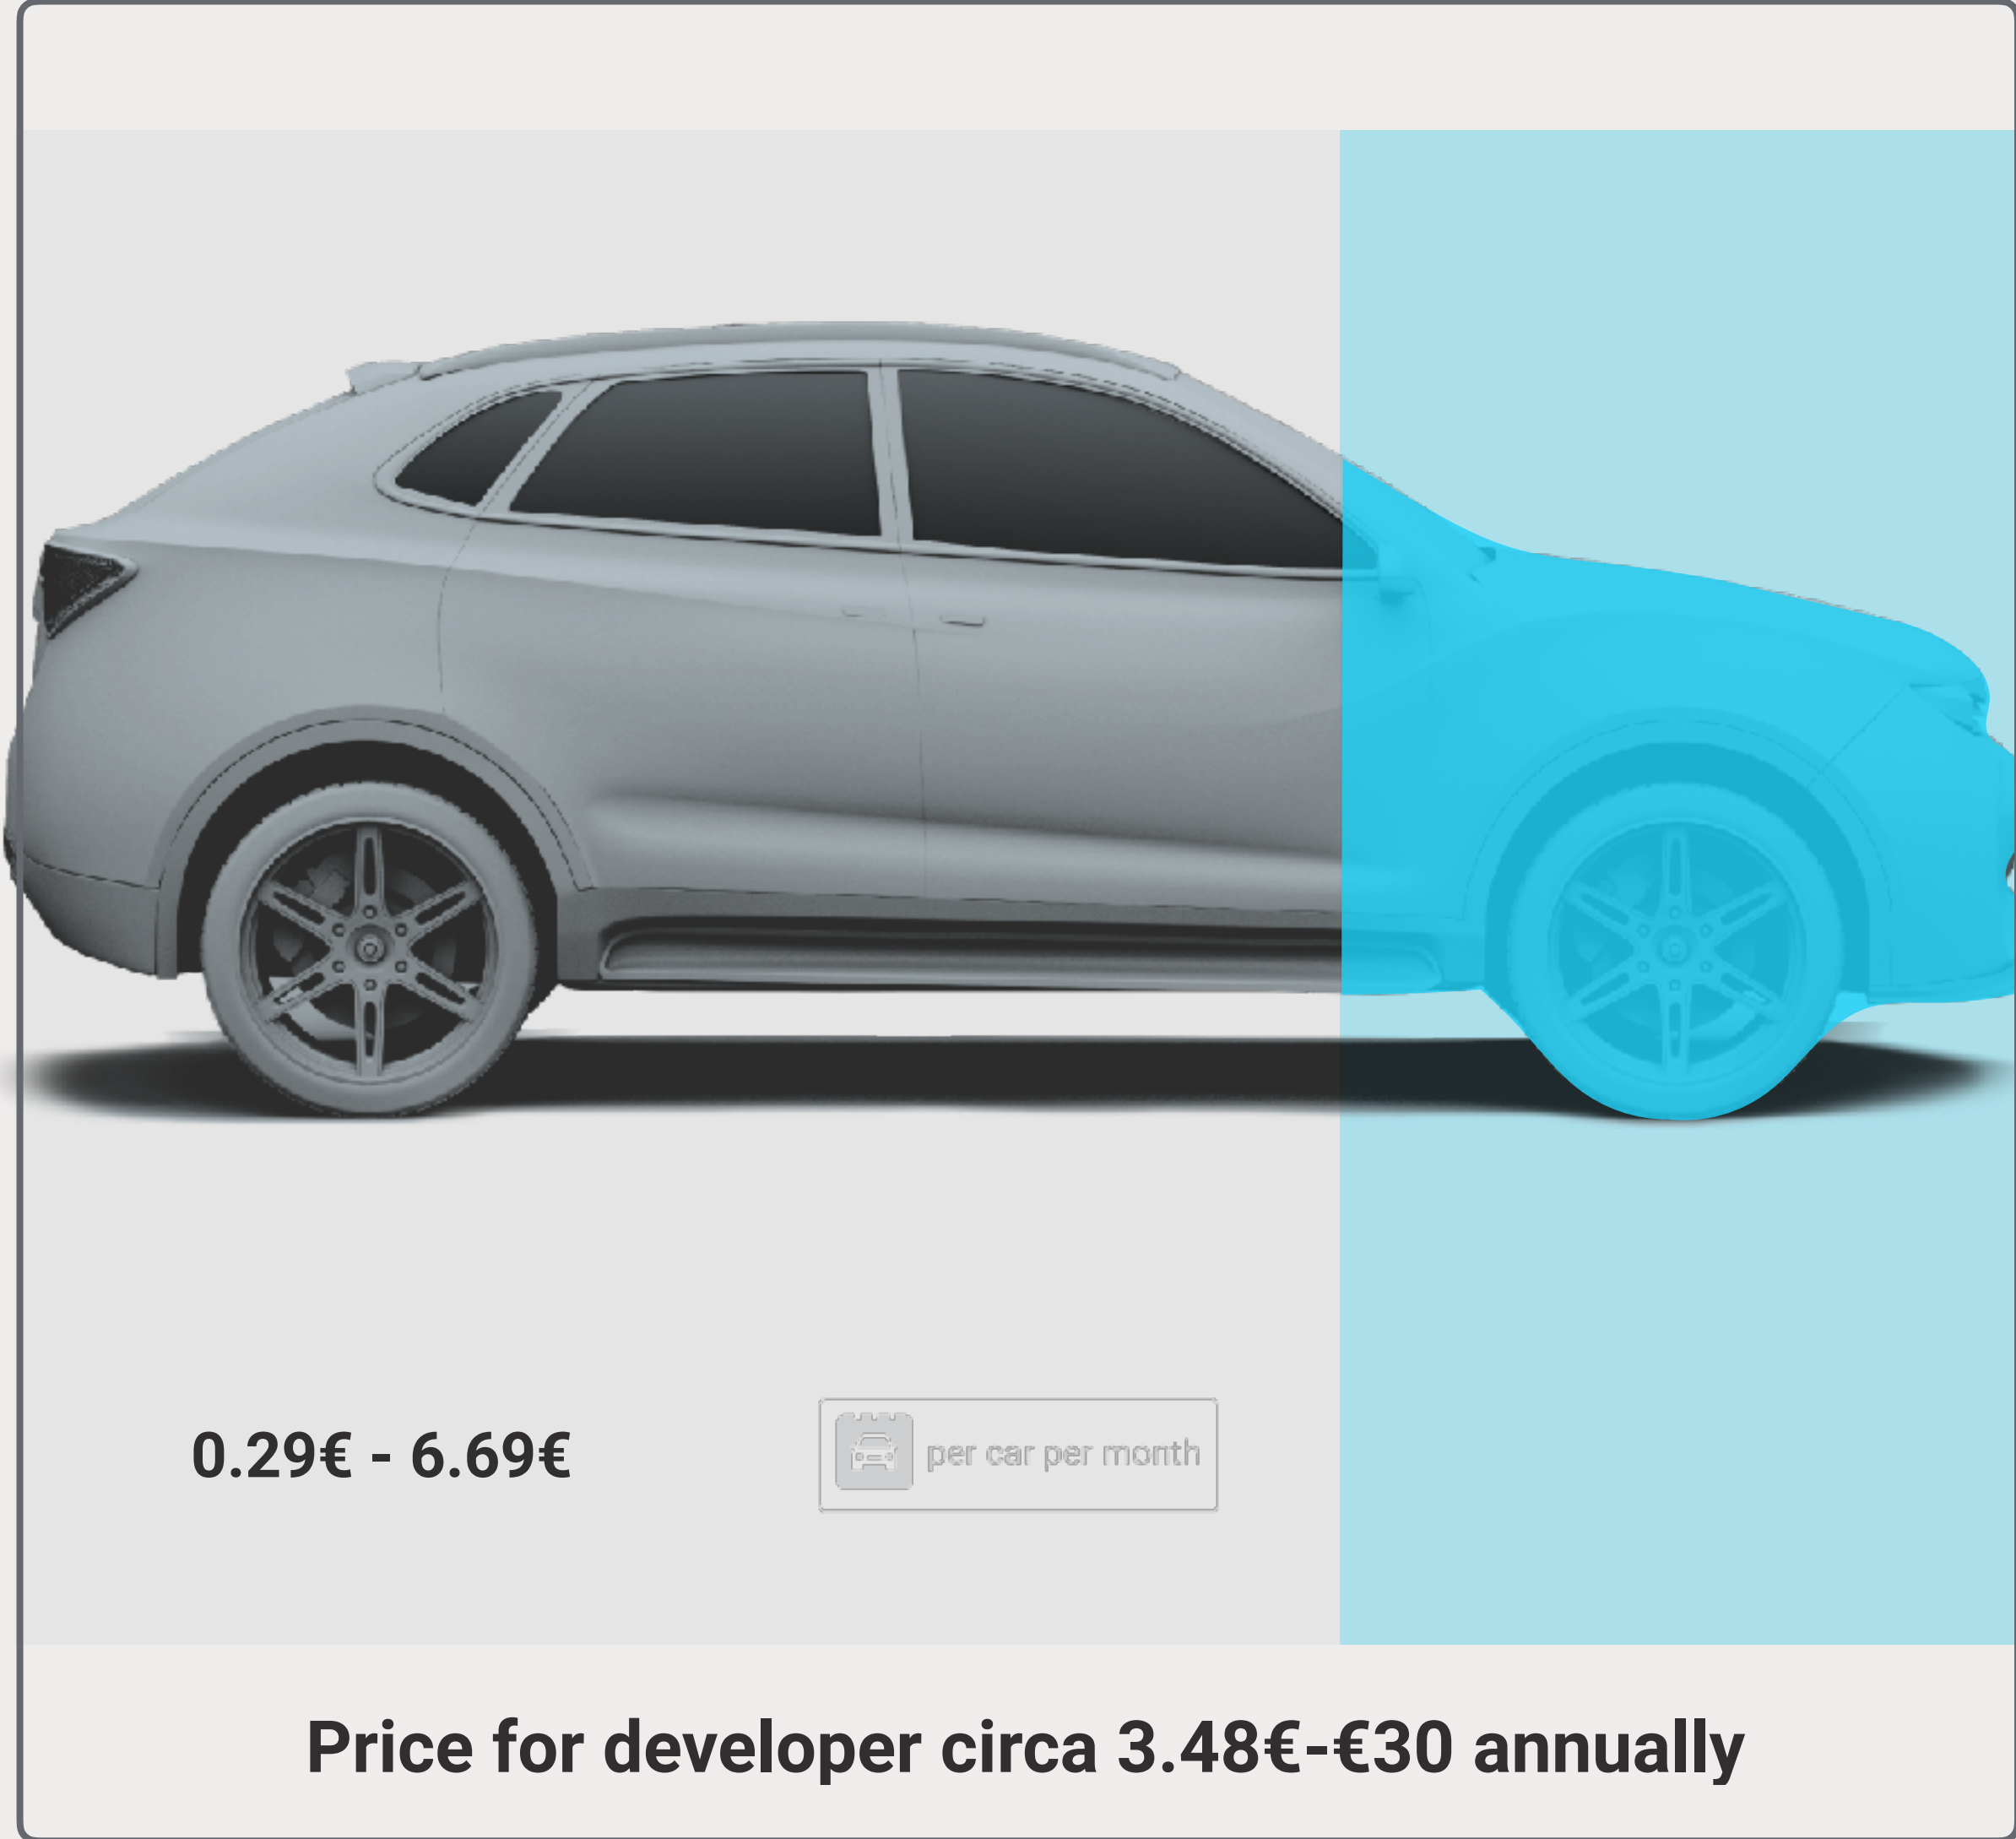 0.29€ - 6.69€
per car per month
Price for developer circa 3.48€-€30 annually